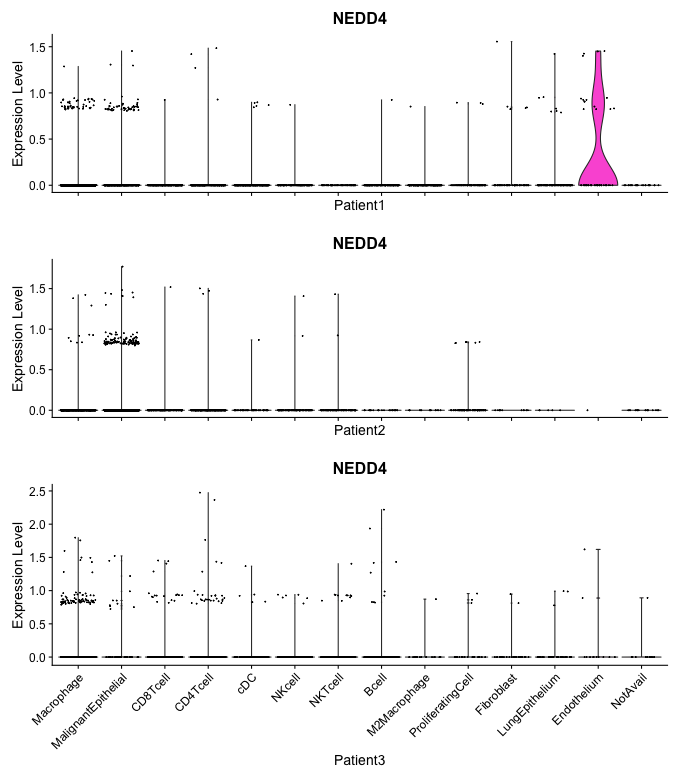 NEDD4
Expression Level
1.5
1.0
0.5
0.0
Patient1
NEDD4
Expression Level
1.5
1.0
0.5
0.0
Patient2
NEDD4
Expression Level
2.5
2.0
1.5
1.0
0.5
0.0
Macrophage
MalignantEpithelial
CD8Tcell
CD4Tcell
cDC
NKcell
NKTcell
Bcell
M2Macrophage
ProliferatingCell
Fibroblast
LungEpithelium
Endothelium
NotAvail
Patient3